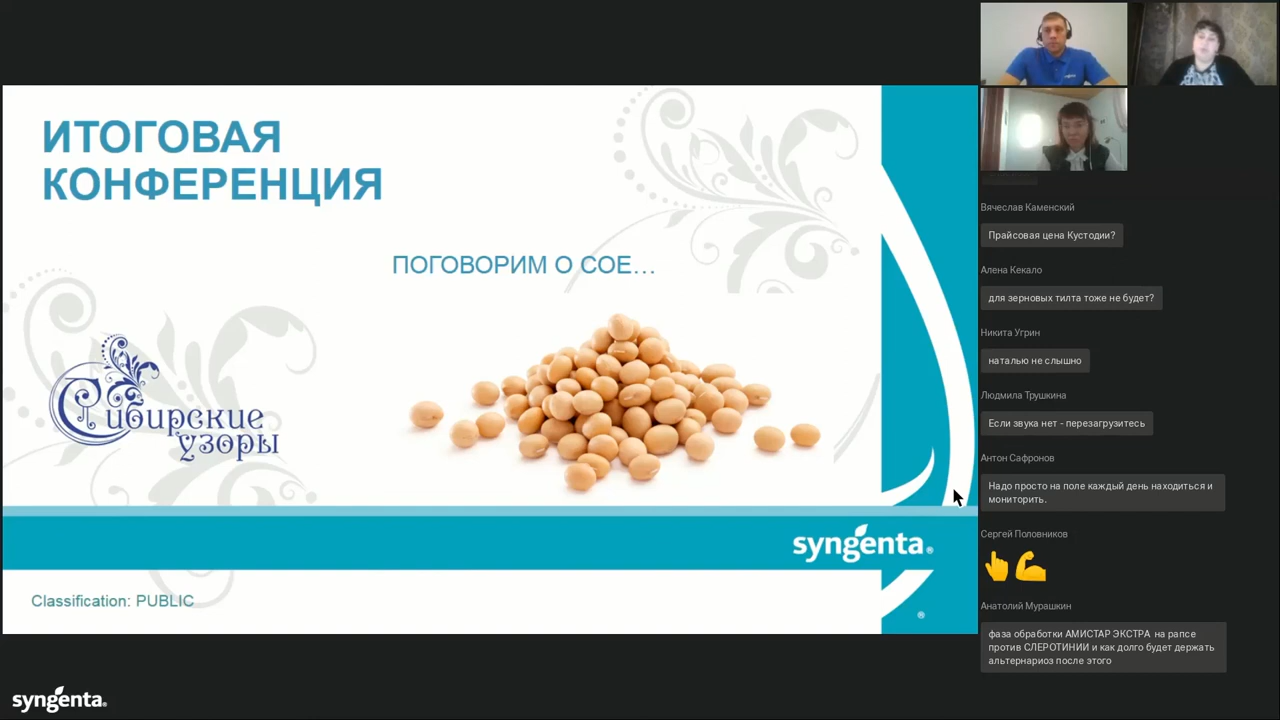 ИТОГОВАЯ
КОНФЕРЕНЦИЯ
ПОГОВОРИМ О СОЕ...
Сибирские
узоры
syngenta®
Classification: PUBLIC
®
syngenta®
Вячеслав Каменский
Прайсовая цена Кустодии?
Алена Кекало
для зерновых тилта тоже не будет?
Никита Угрин
наталью не слышно
Людмила Трушкина
Если звука нет - перезагрузитесь
Антон Сафронов
Надо просто на поле каждый день находиться и
мониторить.
Сергей Половников
Анатолий Мурашкин
фаза обработки АМИСТАР ЭКСТРА на рапсе
против СЛЕРОТИНИИ и как долго будет держать
альтернариоз после этого